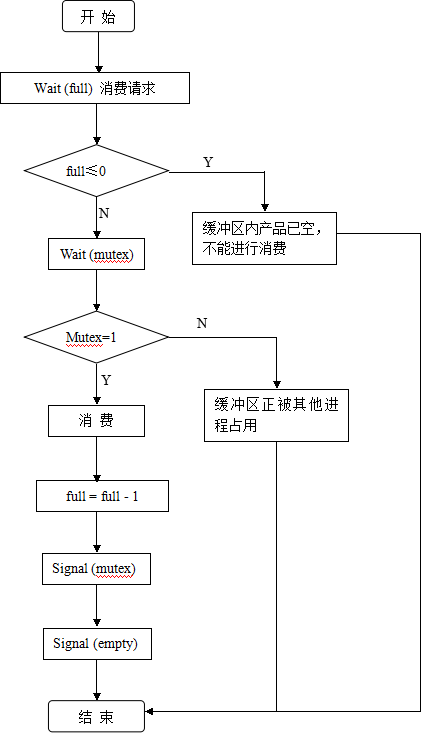 开 始
Wait (full) 消费请求
full≤0
Y
N
缓冲区内产品已空，
不能进行消费
Wait (mutex)
Mutex=1
N
Y
缓冲区正被其他进
程占用
消 费
full = full - 1
Signal (mutex)
Signal (empty)
结 束